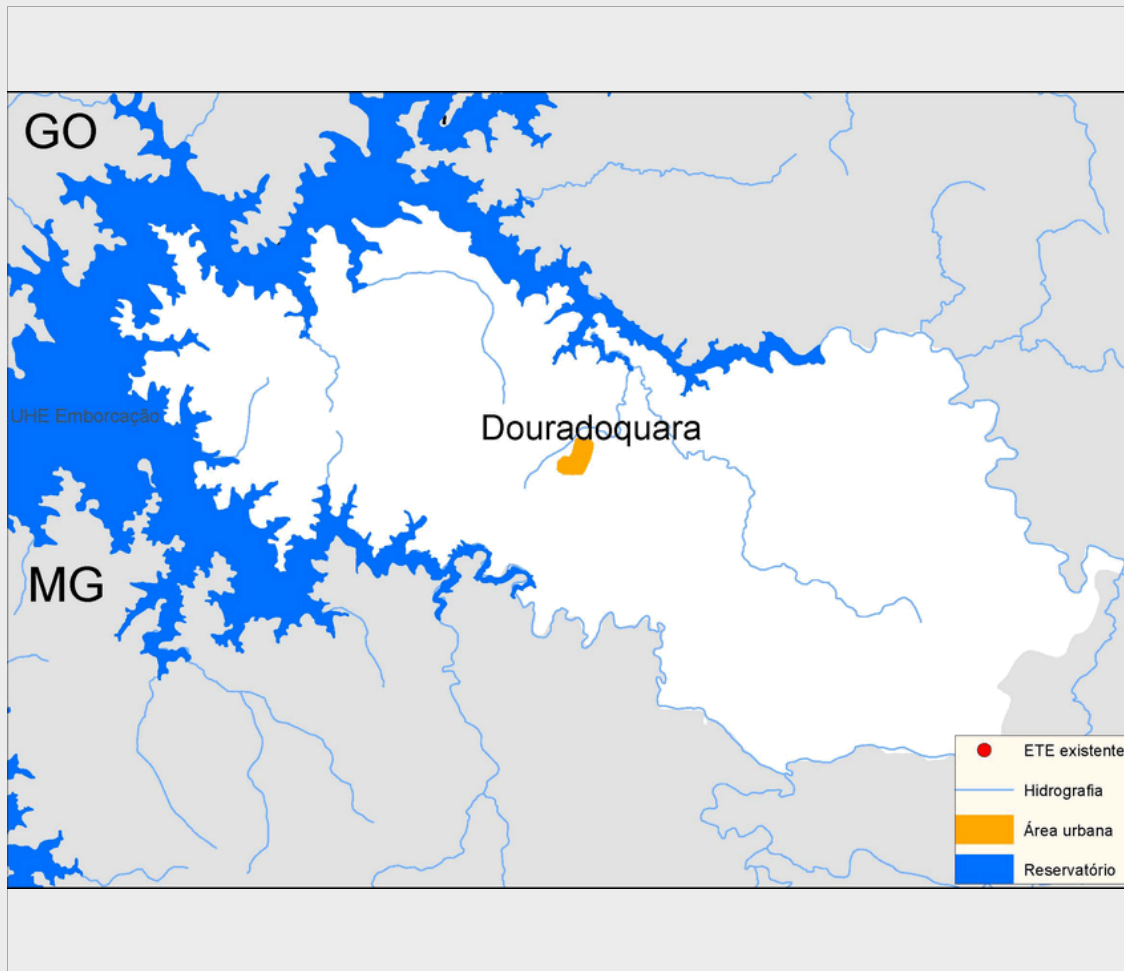 GO
UHE Emborcação
Douradoquara
MG
ETE existente
Hidrografia
Área urbana
Reservatório